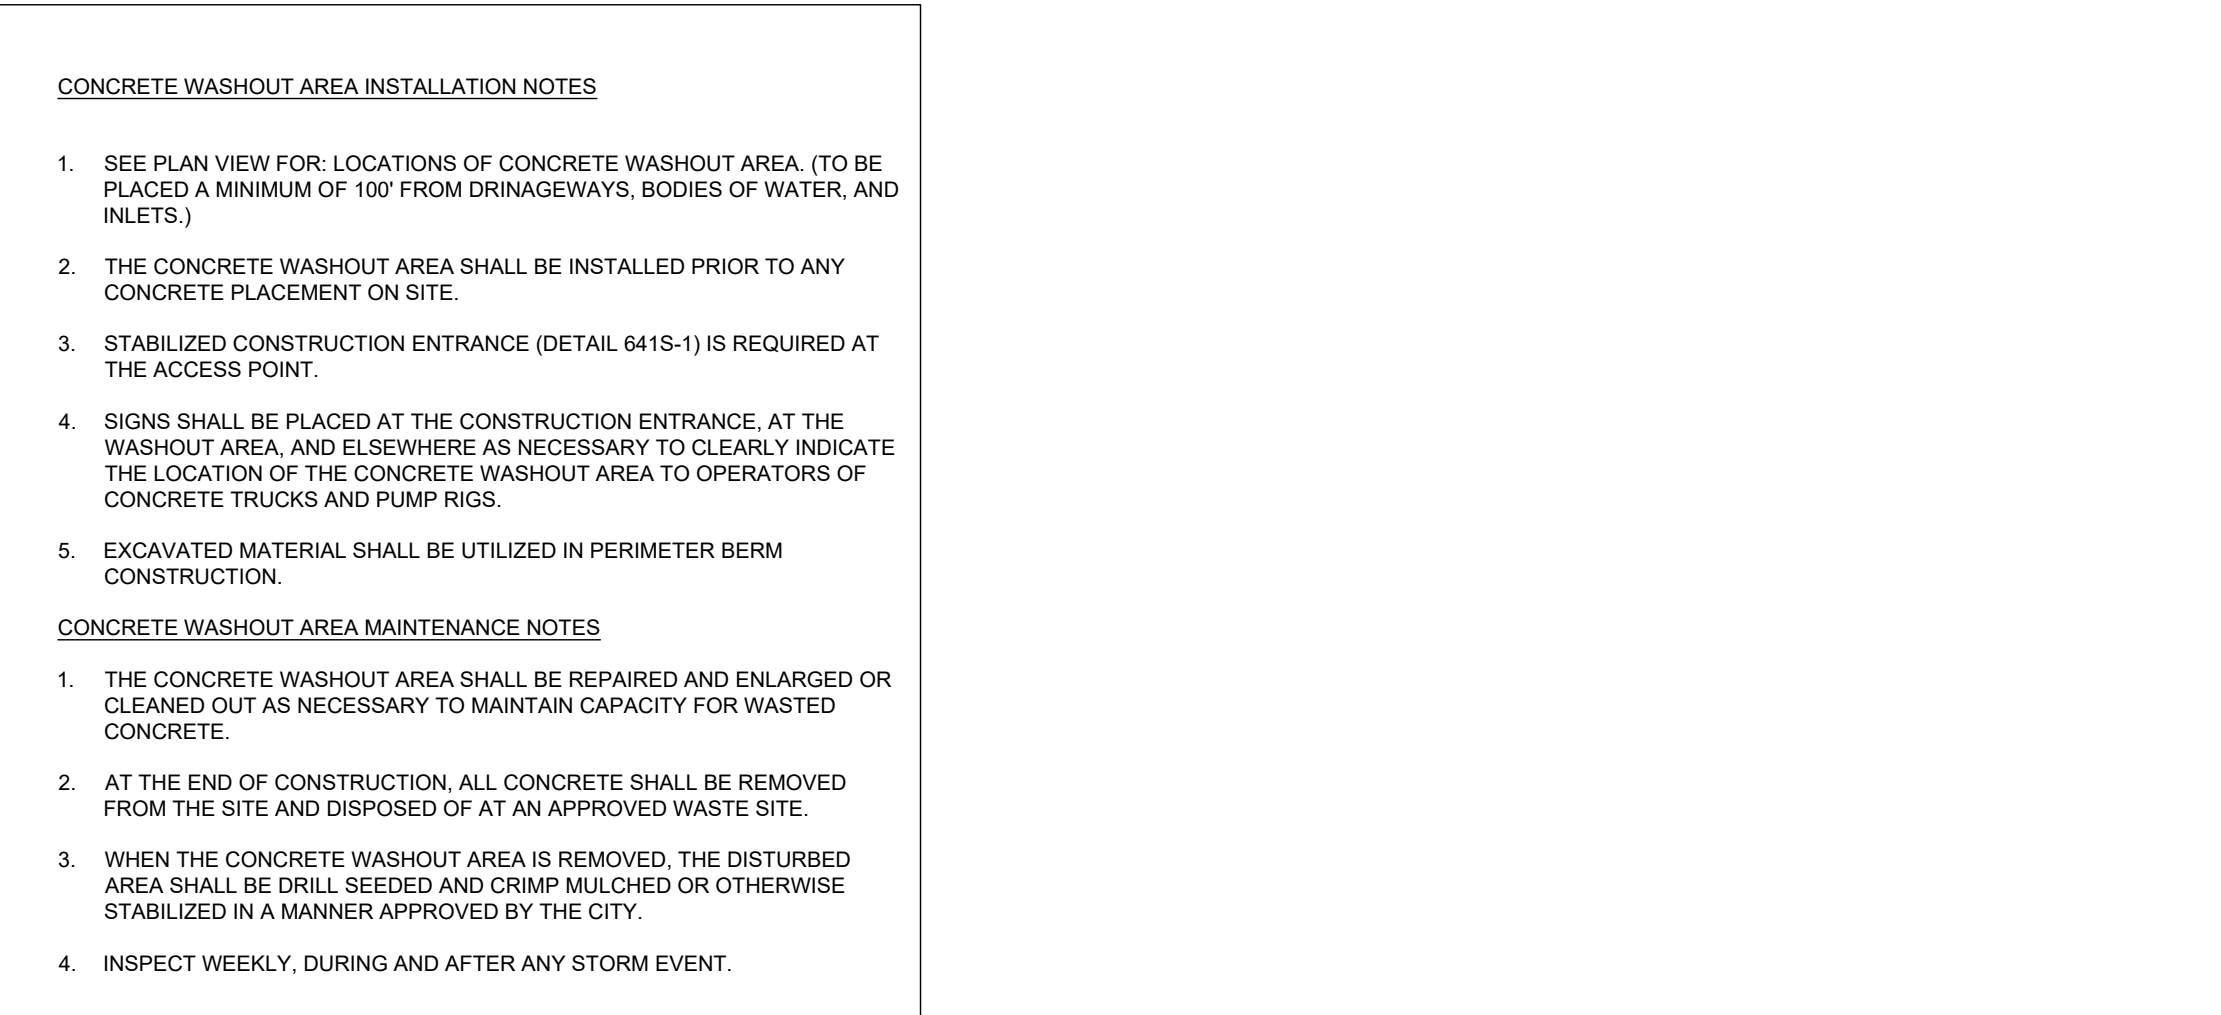 CONCRETE WASHOUT AREA INSTALLATION NOTES
1. SEE PLAN VIEW FOR: LOCATIONS OF CONCRETE WASHOUT AREA. (TO BE
PLACED A MINIMUM OF 100' FROM DRINAGEWAYS, BODIES OF WATER, AND
INLETS.)
2. THE CONCRETE WASHOUT AREA SHALL BE INSTALLED PRIOR TO ANY
CONCRETE PLACEMENT ON SITE.
3. STABILIZED CONSTRUCTION ENTRANCE (DETAIL 641S-1) IS REQUIRED AT
THE ACCESS POINT.
4. SIGNS SHALL BE PLACED AT THE CONSTRUCTION ENTRANCE, AT THE
WASHOUT AREA, AND ELSEWHERE AS NECESSARY TO CLEARLY INDICATE
THE LOCATION OF THE CONCRETE WASHOUT AREA TO OPERATORS OF
CONCRETE TRUCKS AND PUMP RIGS.
5. EXCAVATED MATERIAL SHALL BE UTILIZED IN PERIMETER BERM
CONSTRUCTION.
CONCRETE WASHOUT AREA MAINTENANCE NOTES
1. THE CONCRETE WASHOUT AREA SHALL BE REPAIRED AND ENLARGED OR
CLEANED OUT AS NECESSARY TO MAINTAIN CAPACITY FOR WASTED
CONCRETE.
2. AT THE END OF CONSTRUCTION, ALL CONCRETE SHALL BE REMOVED
FROM THE SITE AND DISPOSED OF AT AN APPROVED WASTE SITE.
3. WHEN THE CONCRETE WASHOUT AREA IS REMOVED, THE DISTURBED
AREA SHALL BE DRILL SEEDED AND CRIMP MULCHED OR OTHERWISE
STABILIZED IN A MANNER APPROVED BY THE CITY.
4. INSPECT WEEKLY, DURING AND AFTER ANY STORM EVENT.